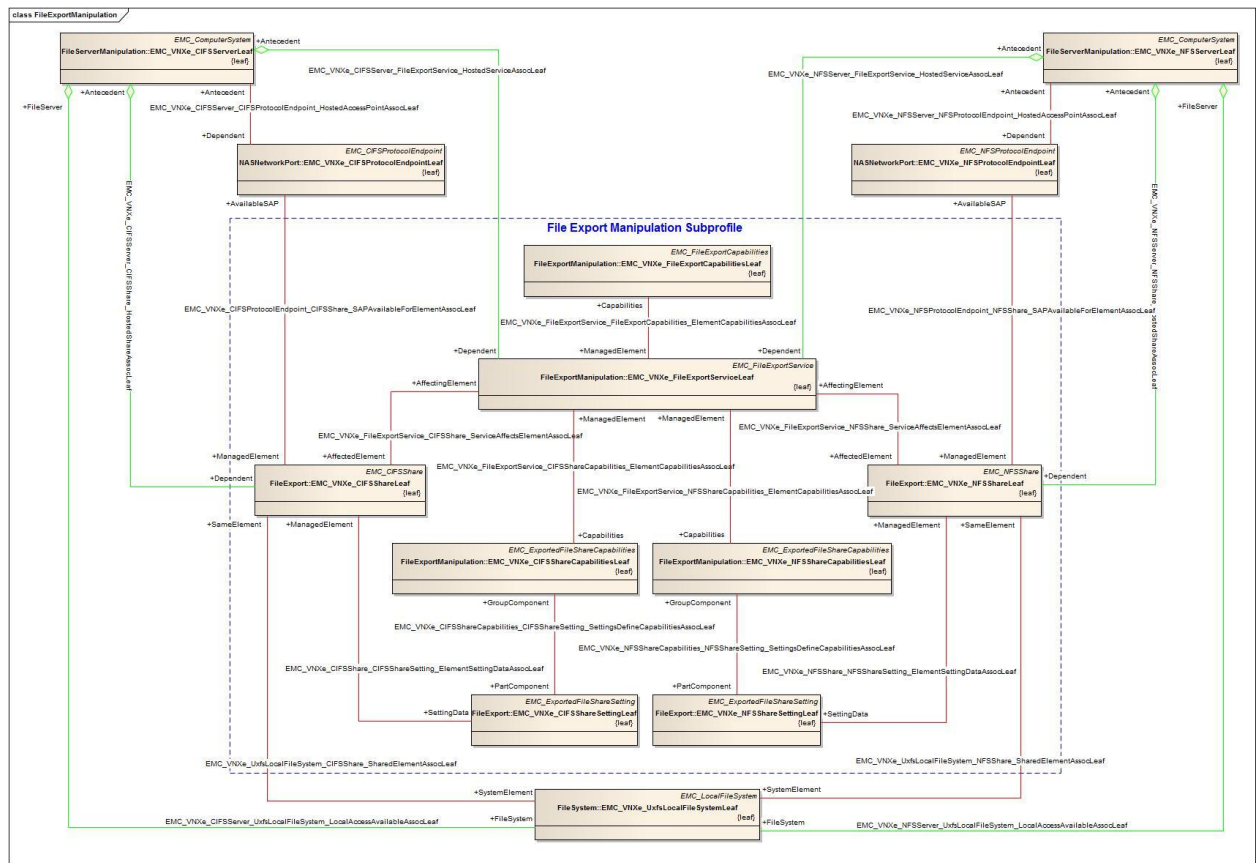 class FileExportManipulation
EMC_ComputerSystem
FileServerManipulation::EMC_VNXe_CIFSServerLeaf
{leaf}
EMC_ComputerSystem
FileServerManipulation::EMC_VNXe_NFSServerLeaf
{leaf}
+Antecedent
+Antecedent
EMC_VNXe_CIFSServer_FileExportService_HostedServiceAssocLeaf
EMC_VNXe_NFSServer_FileExportService_HostedServiceAssocLeaf
+FileServer
+Antecedent
+Antecedent
+Antecedent
+Antecedent
+FileServer
EMC_VNXe_CIFSServer_CIFSProtocolEndpoint_HostedAccessPointAssocLeaf
EMC_VNXe_NFSServer_NFSProtocolEndpoint_HostedAccessPointAssocLeaf
+Dependent
+Dependent
EMC_CIFSProtocolEndpoint
NASNetworkPort::EMC_VNXe_CIFSProtocolEndpointLeaf
{leaf}
EMC_NFSProtocolEndpoint
NASNetworkPort::EMC_VNXe_NFSProtocolEndpointLeaf
{leaf}
+AvailableSAP
+AvailableSAP
EMC_VNXe_CIFSServer_CIFSShare_HostedShareAssocLeaf
EMC_VNXe_NFSServer_NFSShare_HostedShareAssocLeaf
File Export Manipulation Subprofile
EMC_FileExportCapabilities
FileExportManipulation::EMC_VNXe_FileExportCapabilitiesLeaf
{leaf}
+Capabilities
EMC_VNXe_CIFSProtocolEndpoint_CIFSShare_SAPAvailableForElementAssocLeaf
EMC_VNXe_NFSProtocolEndpoint_NFSShare_SAPAvailableForElementAssocLeaf
EMC_VNXe_FileExportService_FileExportCapabilities_ElementCapabilitiesAssocLeaf
+Dependent
+ManagedElement
+Dependent
EMC_FileExportService
FileExportManipulation::EMC_VNXe_FileExportServiceLeaf
{leaf}
+AffectingElement
+AffectingElement
+ManagedElement
+ManagedElement
EMC_VNXe_FileExportService_CIFSShare_ServiceAffectsElementAssocLeaf
EMC_VNXe_FileExportService_NFSShare_ServiceAffectsElementAssocLeaf
+ManagedElement
+AffectedElement
+AffectedElement
+ManagedElement
EMC_VNXe_FileExportService_CIFSShareCapabilities_ElementCapabilitiesAssocLeaf
EMC_CIFSShare
FileExport::EMC_VNXe_CIFSShareLeaf
{leaf}
EMC_NFSShare
FileExport::EMC_VNXe_NFSShareLeaf
{leaf}
+Dependent
+Dependent
EMC_VNXe_FileExportService_NFSShareCapabilities_ElementCapabilitiesAssocLeaf
+SameElement
+ManagedElement
+ManagedElement
+SameElement
+Capabilities
+Capabilities
EMC_ExportedFileShareCapabilities
FileExportManipulation::EMC_VNXe_CIFSShareCapabilitiesLeaf
{leaf}
EMC_ExportedFileShareCapabilities
FileExportManipulation::EMC_VNXe_NFSShareCapabilitiesLeaf
{leaf}
+GroupComponent
+GroupComponent
EMC_VNXe_CIFSShareCapabilities_CIFSShareSetting_SettingsDefineCapabilitiesAssocLeaf
EMC_VNXe_NFSShareCapabilities_NFSShareSetting_SettingsDefineCapabilitiesAssocLeaf
EMC_VNXe_CIFSShare_CIFSShareSetting_ElementSettingDataAssocLeaf
EMC_VNXe_NFSShare_NFSShareSetting_ElementSettingDataAssocLeaf
+PartComponent
+PartComponent
EMC_ExportedFileShareSetting
FileExport::EMC_VNXe_CIFSShareSettingLeaf
{leaf}
EMC_ExportedFileShareSetting
FileExport::EMC_VNXe_NFSShareSettingLeaf
{leaf}
+SettingData
+SettingData
EMC_VNXe_UxfsLocalFileSystem_CIFSShare_SharedElementAssocLeaf
EMC_VNXe_UxfsLocalFileSystem_NFSShare_SharedElementAssocLeaf
+SystemElement
+SystemElement
EMC_LocalFileSystem
FileSystem::EMC_VNXe_UxfsLocalFileSystemLeaf
{leaf}
+FileSystem
+FileSystem
EMC_VNXe_CIFSServer_UxfsLocalFileSystem_LocalAccessAvailableAssocLeaf
EMC_VNXe_NFSServer_UxfsLocalFileSystem_LocalAccessAvailableAssocLeaf